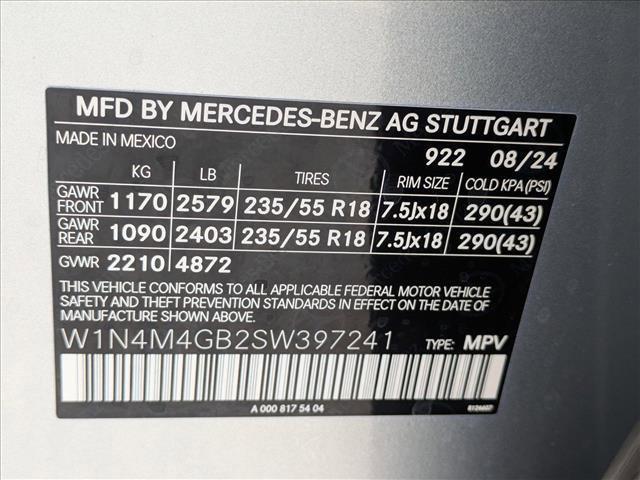 MFD BY MERCEDES-BENZ AG STUTTGART
MADE IN MEXICO 922 08/24
KG LB TIRES RIM SIZE COLD KPA(PSI)
GAWR FRONT 1170 2579 235/55 R18 7.5Jx18 290(43)
GAWR REAR 1090 2403 235/55 R18 7.5Jx18 290(43)
GVWR 2210 4872
THIS VEHICLE CONFORMS TO ALL APPLICABLE FEDERAL MOTOR VEHICLE
SAFETY AND THEFT PREVENTION STANDARDS IN EFFECT ON THE DATE OF
MANUFACTURE SHOWN ABOVE.
W1N4M4GB2SW397241 TYPE: MPV
A 000 817 54 04